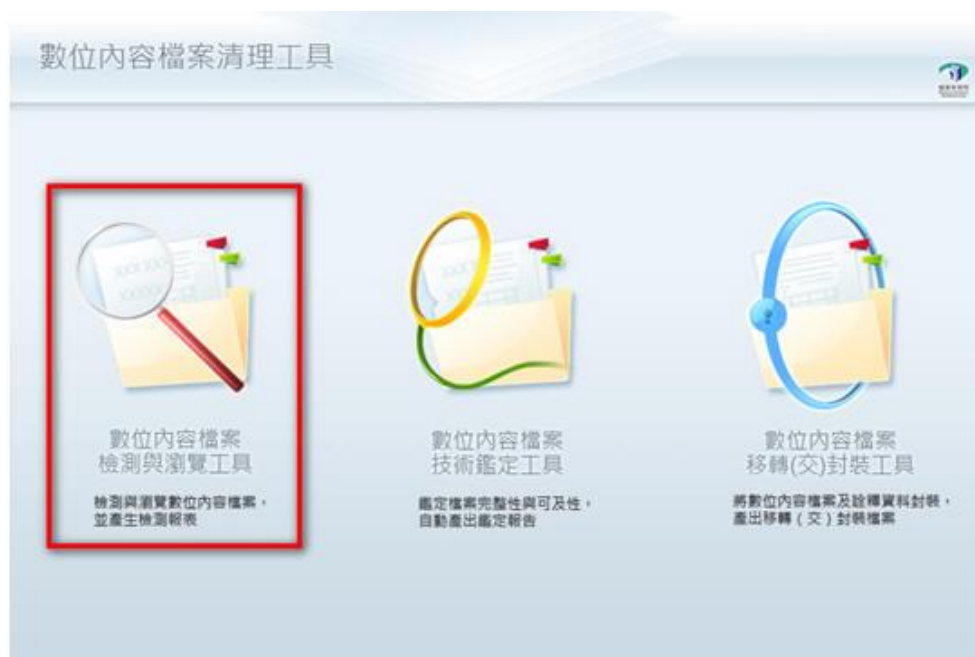 數位內容檔案清理工具
數位內容檔案
檢測與瀏覽工具
檢測與瀏覽數位內容檔案，
並產生檢測報表
數位內容檔案
技術鑑定工具
鑑定檔案完整性與可及性，
自動產出鑑定報告
數位內容檔案
移轉(交)封裝工具
將數位內容檔案及詮釋資料封裝，
產出移轉（交）封裝檔案